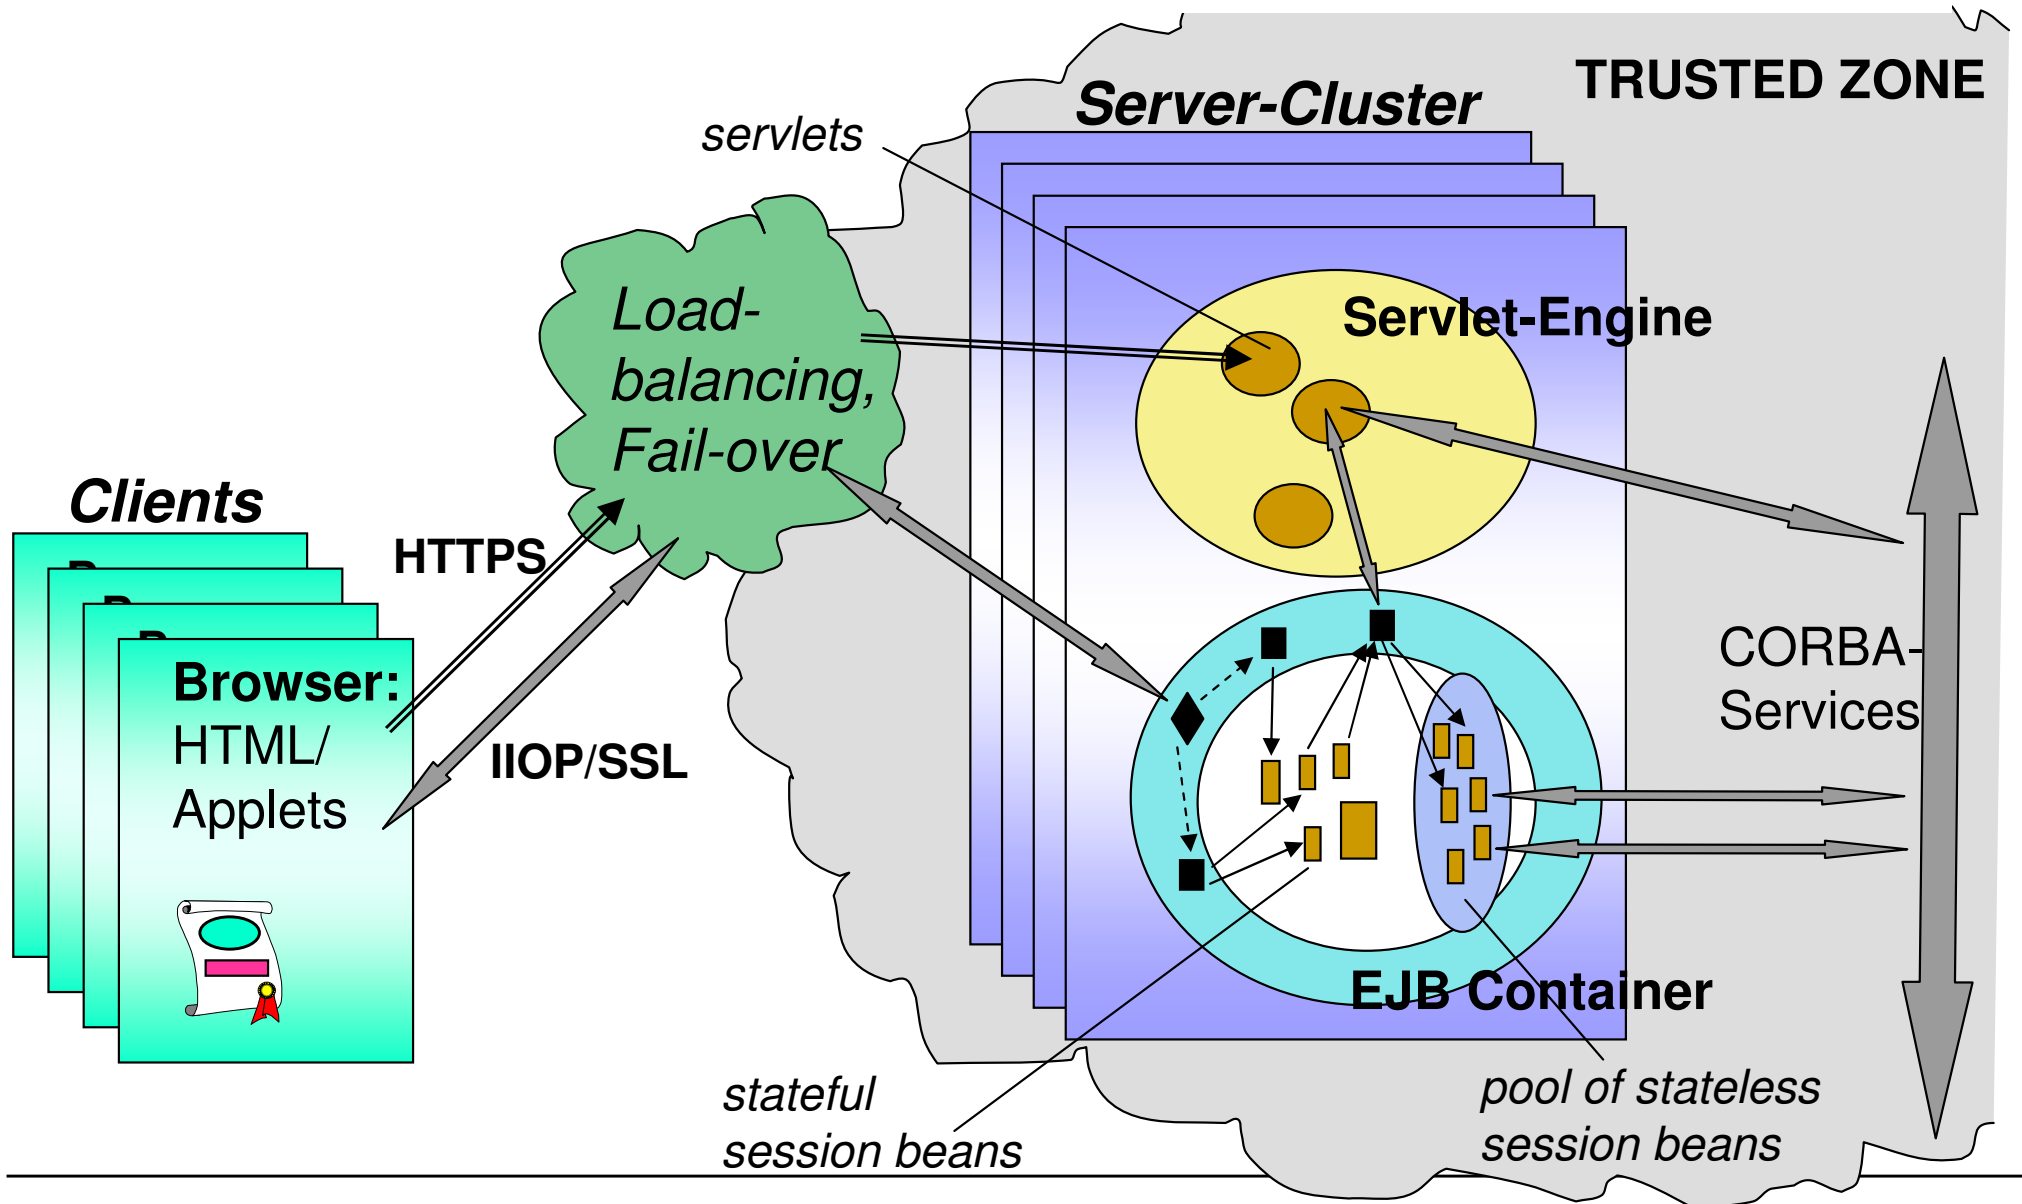 TRUSTED ZONE
Server-Cluster
servlets
Load-
balancing,
Fail-over
Servlet-Engine
Clients
HTTPS
Browser:
HTML/
Applets
IIOP/SSL
CORBA-
Services
EJB Container
stateful
session beans
pool of stateless
session beans